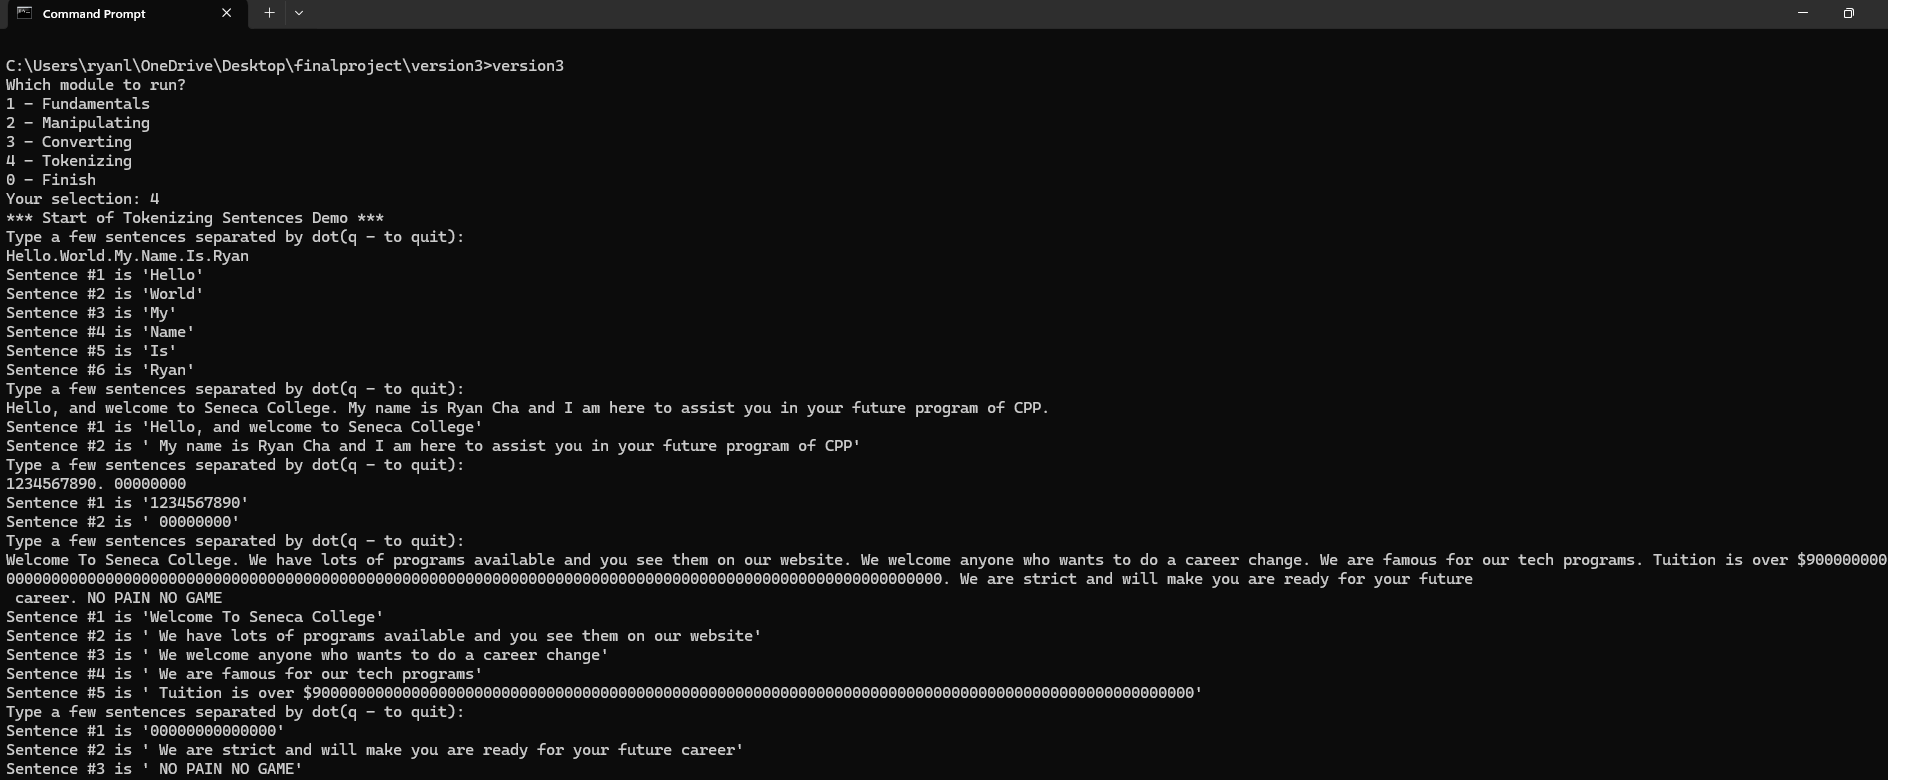 Command Prompt
C:\Users\ryanl\OneDrive\Desktop\finalproject\version3>version3
Which module to run?
1 - Fundamentals
2 - Manipulating
3 - Converting
4 - Tokenizing
0 - Finish
Your selection: 4
*** Start of Tokenizing Sentences Demo ***
Type a few sentences separated by dot(q - to quit):
Hello.World.My.Name.Is.Ryan
Sentence #1 is 'Hello'
Sentence #2 is 'World'
Sentence #3 is 'My'
Sentence #4 is 'Name'
Sentence #5 is 'Is'
Sentence #6 is 'Ryan'
Type a few sentences separated by dot(q - to quit):
Hello, and welcome to Seneca College. My name is Ryan Cha and I am here to assist you in your future program of CPP.
Sentence #1 is 'Hello, and welcome to Seneca College'
Sentence #2 is ' My name is Ryan Cha and I am here to assist you in your future program of CPP'
Type a few sentences separated by dot(q - to quit):
1234567890. 00000000
Sentence #1 is '1234567890'
Sentence #2 is ' 00000000'
Type a few sentences separated by dot(q - to quit):
Welcome To Seneca College. We have lots of programs available and you see them on our website. We welcome anyone who wants to do a career change. We are famous for our tech programs. Tuition is over $900000000
00000000000000000000000000000000000000000000000000000000000000000000000000000000000000000000000000000000. We are strict and will make you are ready for your future
 career. NO PAIN NO GAME
Sentence #1 is 'Welcome To Seneca College'
Sentence #2 is ' We have lots of programs available and you see them on our website'
Sentence #3 is ' We welcome anyone who wants to do a career change'
Sentence #4 is ' We are famous for our tech programs'
Sentence #5 is ' Tuition is over $90000000000000000000000000000000000000000000000000000000000000000000000000000000000000000000000000'
Type a few sentences separated by dot(q - to quit):
Sentence #1 is '00000000000000'
Sentence #2 is ' We are strict and will make you are ready for your future career'
Sentence #3 is ' NO PAIN NO GAME'